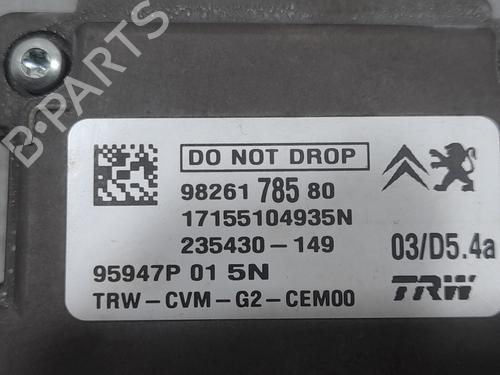 B-PARTS
DO NOT DROP
98261 785 80
17155104935N
235430-149
03/D5.4a
95947P 01 5N
TRW
TRW-CVM-G2-CEM00